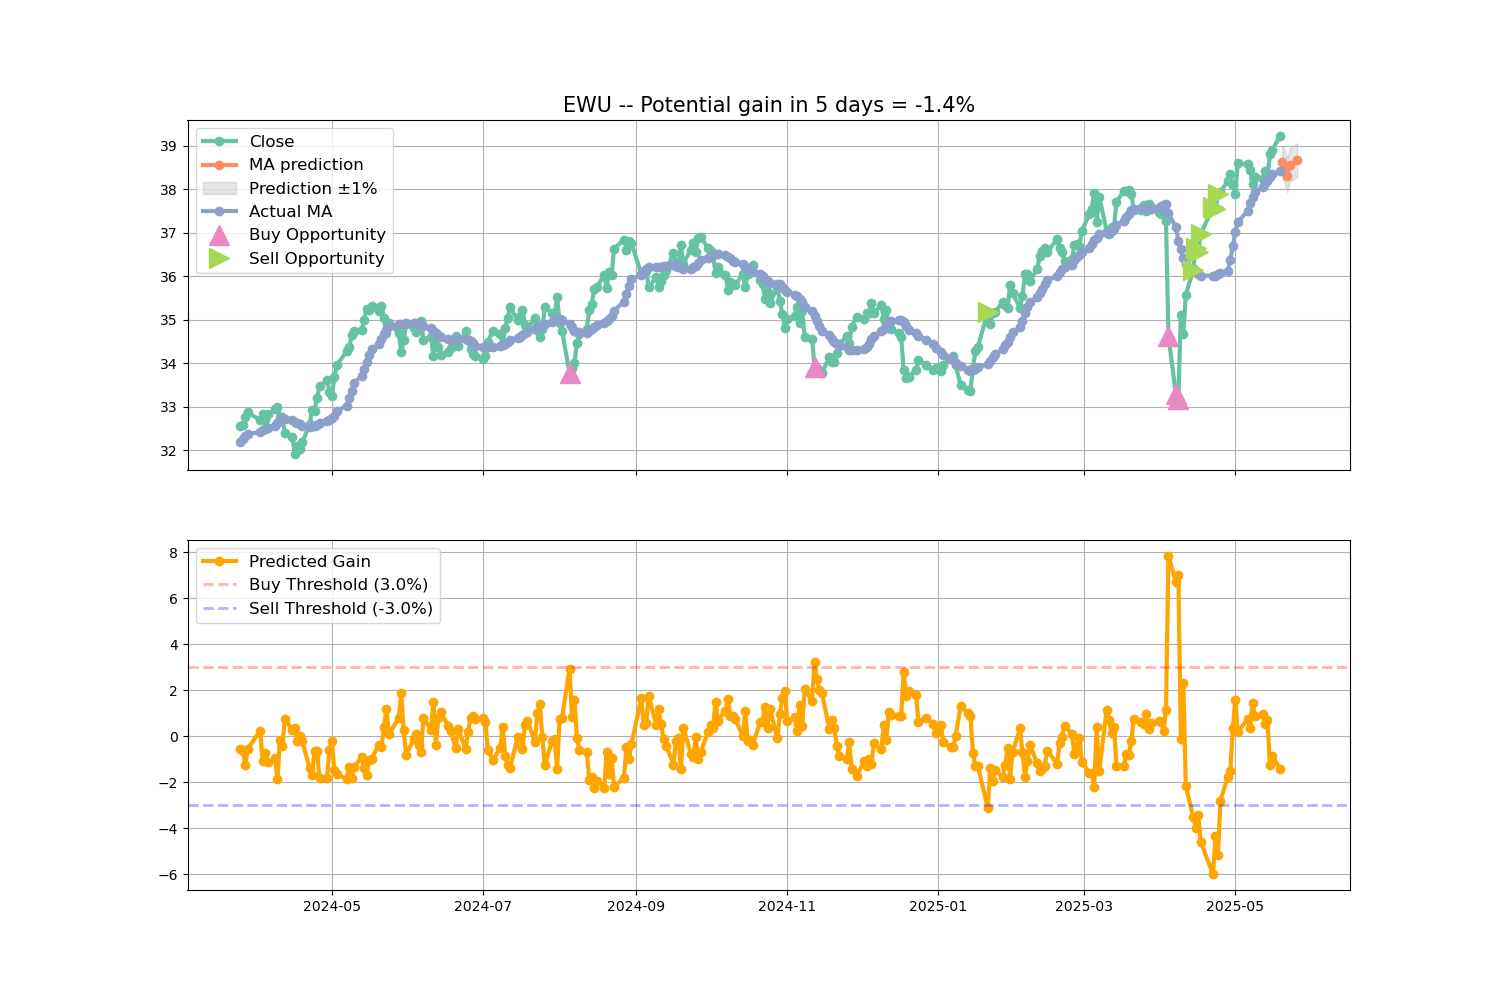 EWU -- Potential gain in 5 days = -1.4%
Close
MA prediction
Prediction ±1%
Actual MA
Buy Opportunity
Sell Opportunity
39
38
37
36
35
34
33
32
Predicted Gain
Buy Threshold (3.0%)
Sell Threshold (-3.0%)
8
6
4
2
0
−2
−4
−6
2024-05
2024-07
2024-09
2024-11
2025-01
2025-03
2025-05